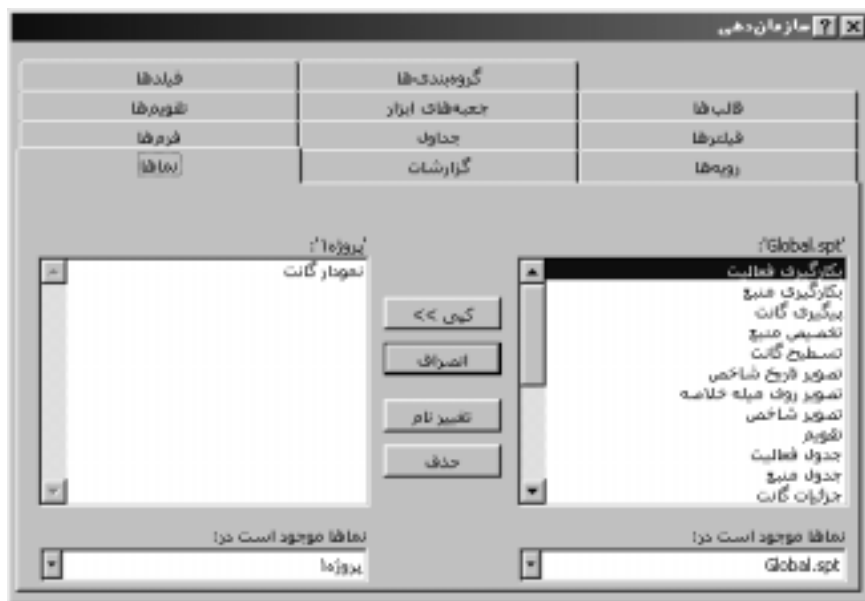 سازمان‌دهی
گروه‌بندی‌ها
فیلدها
قالب‌ها
جعبه‌های ابزار
تقویم‌ها
فیلترها
جداول
فرم‌ها
رویه‌ها
گزارشات
نماها
'Global.spt':
بکارگیری فعالیت
بکارگیری منبع
پیگیری گانت
تخصیص منبع
تسطیح گانت
تصویر تاریخ شاخص
تصویر روی میله خلاصه
تصویر شاخص
تقویم
جدول فعالیت
جدول منبع
جزئیات گانت
کپی >>
انصراف
تغییر نام
حذف
'پروژه1':
نمودار گانت
نماها موجود است در:
Global.spt
نماها موجود است در:
پروژه1